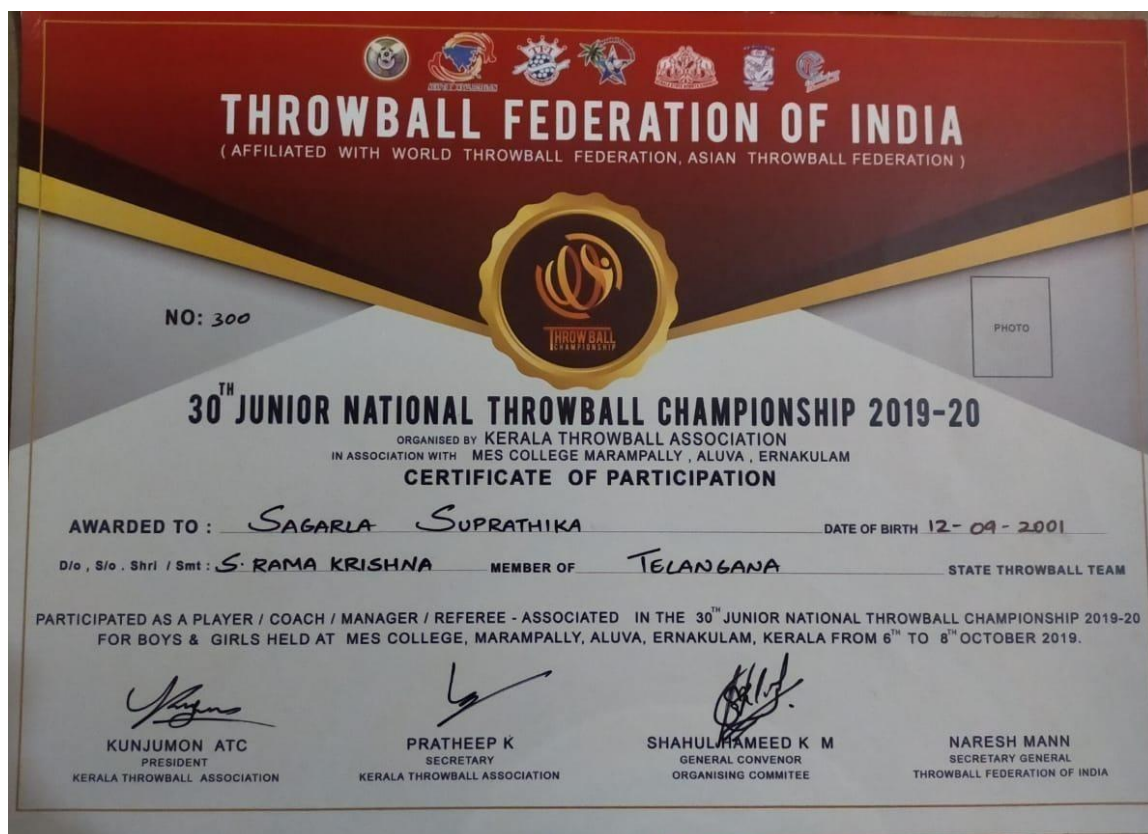 THROWBALL FEDERATION OF INDIA
( AFFILIATED WITH WORLD THROWBALL FEDERATION, ASIAN THROWBALL FEDERATION )
NO: 300
THROW BALL
CHAMPIONSHIP
PHOTO
30TH JUNIOR NATIONAL THROWBALL CHAMPIONSHIP 2019-20
ORGANISED BY KERALA THROWBALL ASSOCIATION
IN ASSOCIATION WITH MES COLLEGE MARAMPALLY , ALUVA , ERNAKULAM
CERTIFICATE OF PARTICIPATION
AWARDED TO : SAGARLA SUPRATHIKA DATE OF BIRTH 12-09-2001
D/o , S/o . Shri / Smt : S. RAMA KRISHNA MEMBER OF TELANGANA STATE THROWBALL TEAM
PARTICIPATED AS A PLAYER / COACH / MANAGER / REFEREE - ASSOCIATED IN THE 30TH JUNIOR NATIONAL THROWBALL CHAMPIONSHIP 2019-20
FOR BOYS & GIRLS HELD AT MES COLLEGE, MARAMPALLY, ALUVA, ERNAKULAM, KERALA FROM 6TH TO 8TH OCTOBER 2019.
KUNJUMON ATC PRATHEEP K SHAHUL HAMEED K M NARESH MANN
PRESIDENT SECRETARY GENERAL CONVENOR SECRETARY GENERAL
KERALA THROWBALL ASSOCIATION KERALA THROWBALL ASSOCIATION ORGANISING COMMITEE THROWBALL FEDERATION OF INDIA